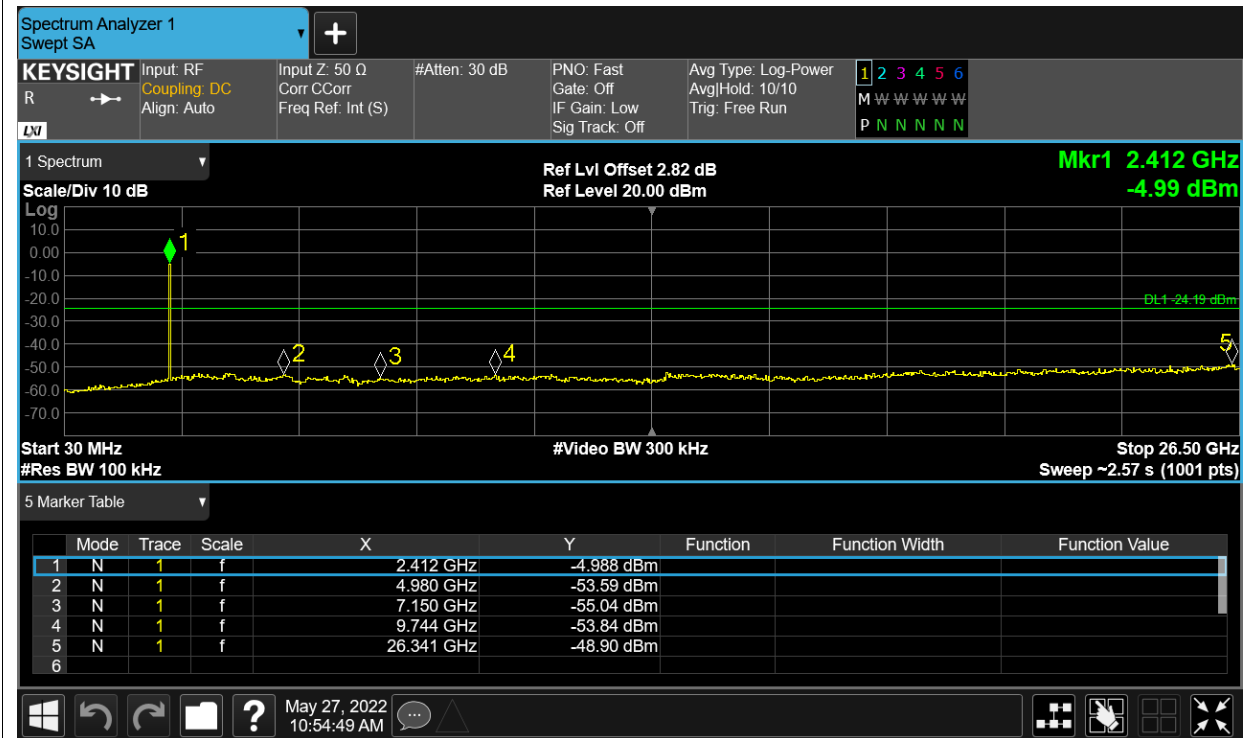 Spectrum Analyzer 1
Swept SA
KEYSIGHT
R
LXI
Input: RF
Coupling: DC
Align: Auto
Input Z: 50 Ω
Corr CCorr
Freq Ref: Int (S)
#Atten: 30 dB
PNO: Fast
Gate: Off
IF Gain: Low
Sig Track: Off
Avg Type: Log-Power
Avg|Hold: 10/10
Trig: Free Run
1 2 3 4 5 6
M W W W W W
P N N N N N
1 Spectrum
Scale/Div 10 dB
Ref Lvl Offset 2.82 dB
Ref Level 20.00 dBm
Mkr1 2.412 GHz
-4.99 dBm
Log
10.0
0.00
-10.0
-20.0
-30.0
-40.0
-50.0
-60.0
-70.0
1
DL1 -24.19 dBm
2
3
4
5
Start 30 MHz
#Video BW 300 kHz
Stop 26.50 GHz
#Res BW 100 kHz
Sweep ~2.57 s (1001 pts)
5 Marker Table
Mode Trace Scale X Y Function Function Width Function Value
1 N 1 f 2.412 GHz -4.988 dBm
2 N 1 f 4.980 GHz -53.59 dBm
3 N 1 f 7.150 GHz -55.04 dBm
4 N 1 f 9.744 GHz -53.84 dBm
5 N 1 f 26.341 GHz -48.90 dBm
6
?
May 27, 2022
10:54:49 AM